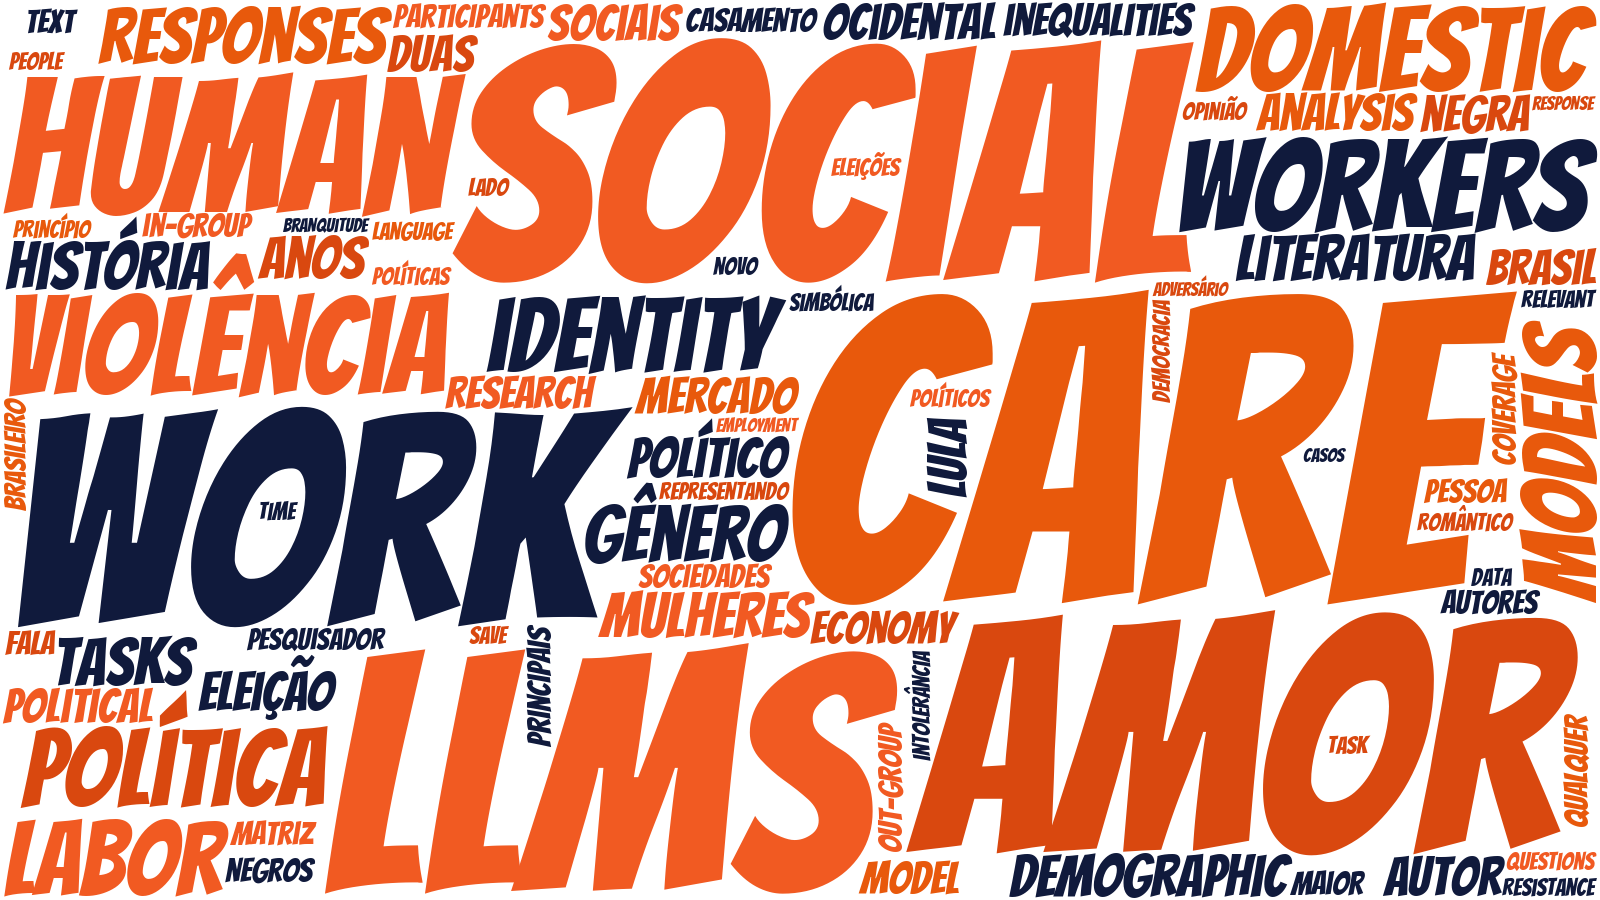 TEXT
RESPONSES
PARTICIPANTS
SOCIAIS
CASAMENTO
OCIDENTAL
INEQUALITIES
DOMESTIC
PEOPLE
DUAS
HUMAN
SOCIAL
OPINIÃO
ANALYSIS
NEGRA
RESPONSE
ELEIÇÕES
LADO
WORKERS
PRINCÍPIO
IN-GROUP
BRANQUITUDE
LANGUAGE
HISTÓRIA
ANOS
POLÍTICAS
NOVO
LITERATURA
BRASIL
VIOLÊNCIA
IDENTITY
SIMBÓLICA
ADVERSÁRIO
RELEVANT
DEMOCRACIA
CARE
MODELS
COVERAGE
RESEARCH
MERCADO
POLÍTICOS
BRASILEIRO
WORK
EMPLOYMENT
POLÍTICO
LULA
CASOS
REPRESENTANDO
PESSOA
TIME
GÊNERO
ROMÂNTICO
SOCIEDADES
DATA
MULHERES
AUTORES
ECONOMY
FALA
TASKS
PESQUISADOR
SAVE
PRINCIPAIS
AMOR
ELEIÇÃO
LLMS
INTOLERÂNCIA
POLITICAL
OUT-GROUP
TASK
QUALQUER
POLÍTICA
LABOR
MATRIZ
NEGROS
MODEL
DEMOGRAPHIC
MAIOR
AUTOR
QUESTIONS
RESISTANCE